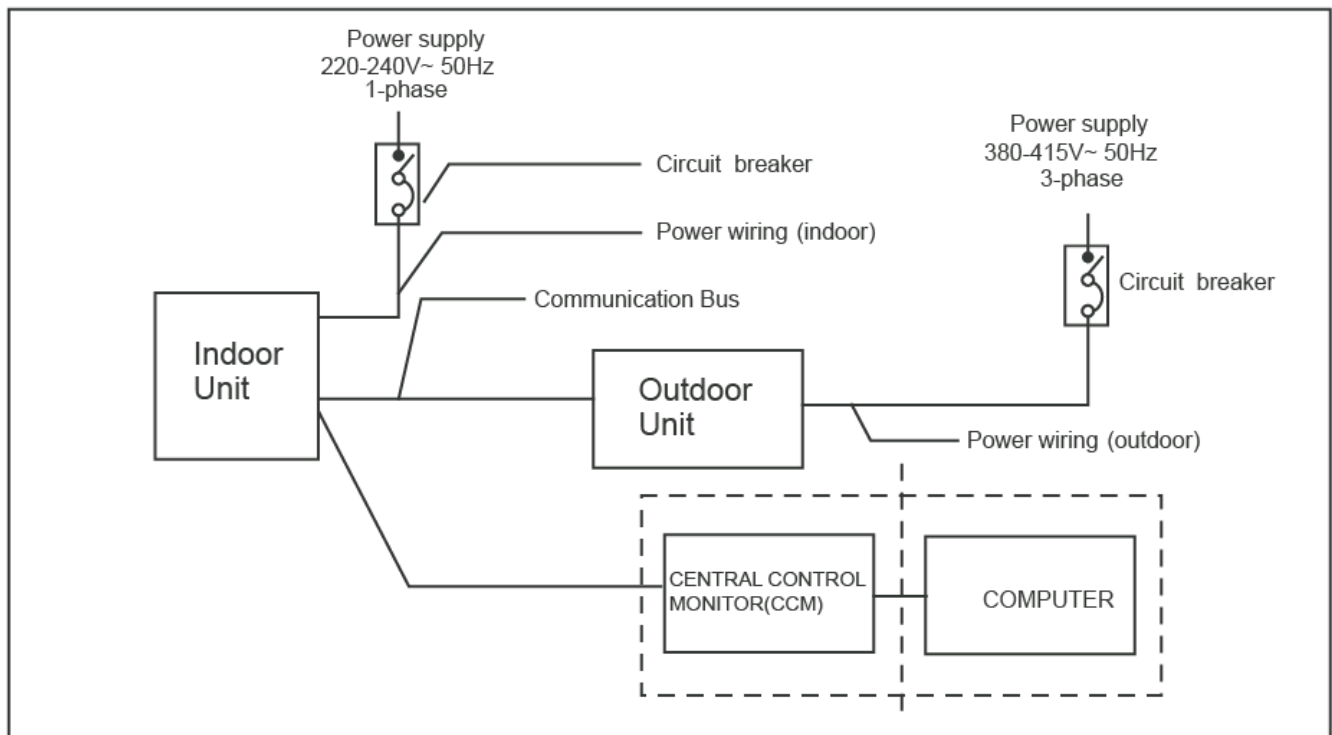 Power supply
220-240V~ 50Hz
1-phase
Power supply
380-415V~ 50Hz
3-phase
Circuit breaker
Power wiring (indoor)
Circuit breaker
Communication Bus
Indoor
Unit
Outdoor
Unit
Power wiring (outdoor)
CENTRAL CONTROL
MONITOR(CCM)
COMPUTER